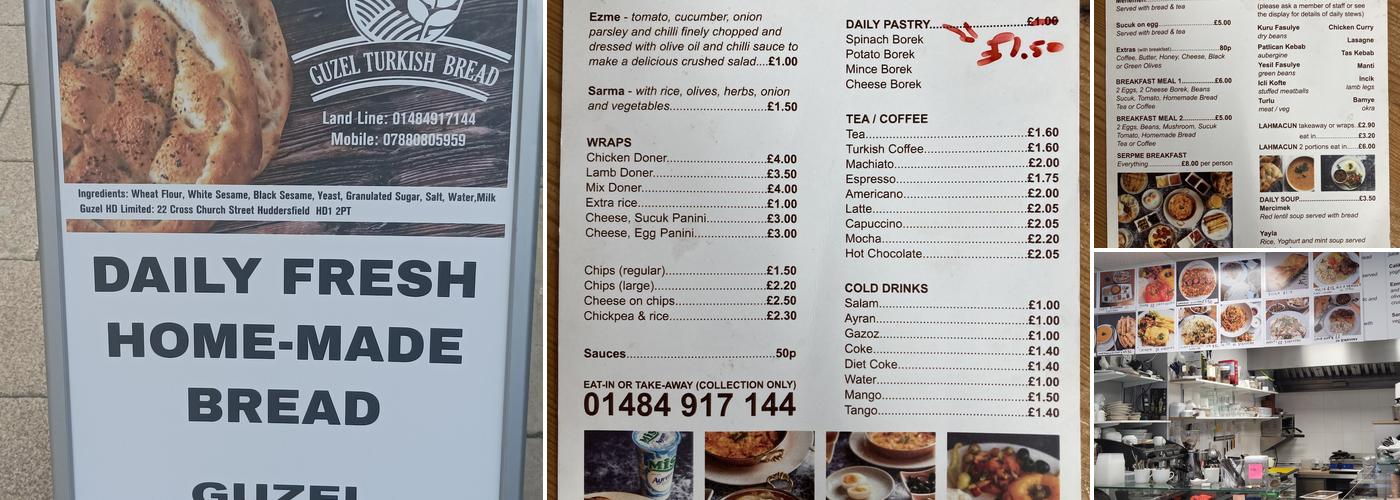 GUZEL TURKISH BREAD
Land Line: 01484917144
Mobile: 07880805959
Ingredients: Wheat Flour, White Sesame, Black Sesame, Yeast, Granulated Sugar, Salt, Water,Milk
Guzel HD Limited: 22 Cross Church Street Huddersfield HD1 2PT
DAILY FRESH
HOME-MADE
BREAD
GUZEL
Ezme - tomato, cucumber, onion
parsley and chilli finely chopped and
dressed with olive oil and chilli sauce to
make a delicious crushed salad....£1.00
Sarma - with rice, olives, herbs, onion
and vegetables........................£1.50
WRAPS
Chicken Doner........................£4.00
Lamb Doner........................£3.50
Mix Doner........................£4.00
Extra rice........................£1.00
Cheese, Sucuk Panini........................£3.00
Cheese, Egg Panini........................£3.00
Chips (regular)........................£1.50
Chips (large)........................£2.20
Cheese on chips........................£2.50
Chickpea & rice........................£2.30
Sauces........................50p
EAT-IN OR TAKE-AWAY (COLLECTION ONLY)
01484 917 144
DAILY PASTRY........................£1.00
£1.50
Spinach Borek
Potato Borek
Mince Borek
Cheese Borek
TEA / COFFEE
Tea........................£1.60
Turkish Coffee........................£1.60
Machiato........................£2.00
Espresso........................£1.75
Americano........................£2.00
Latte........................£2.05
Capuccino........................£2.05
Mocha........................£2.20
Hot Chocolate........................£2.05
COLD DRINKS
Salam........................£1.00
Ayran........................£1.00
Gazoz........................£1.00
Coke........................£1.40
Diet Coke........................£1.40
Water........................£1.00
Mango........................£1.50
Tango........................£1.40
Served with bread & tea
Sucuk on egg........................£5.00
Served with bread & tea
Extras (with breakfast)........................80p
Coffee, Butter, Honey, Cheese, Black
or Green Olives
BREAKFAST MEAL 1........................£6.00
2 Eggs, 2 Cheese Borek, Beans
Sucuk, Tomato, Homemade Bread
Tea or Coffee
BREAKFAST MEAL 2........................£5.00
2 Eggs, Beans, Mushroom, Sucuk
Tomato, Homemade Bread
Tea or Coffee
SERPME BREAKFAST
Everything ........................£8.00 per person
(please ask a member of staff or see
the display for details of daily stews)
Kuru Fasulye
dry beans
Patlican Kebab
aubergine
Yesil Fasulye
green beans
Icli Kofte
stuffed meatballs
Turlu
meat / veg
Chicken Curry
Lasagne
Tas Kebab
Manti
Incik
lamb legs
Bamye
okra
LAHMACUN takeaway or wraps..£2.90
eat in........................£3.20
LAHMACUN 2 portions eat in......£6.00
DAILY SOUP........................£3.50
Mercimek
Red lentil soup served with bread
Yayla
Rice, Yoghurt and mint soup served